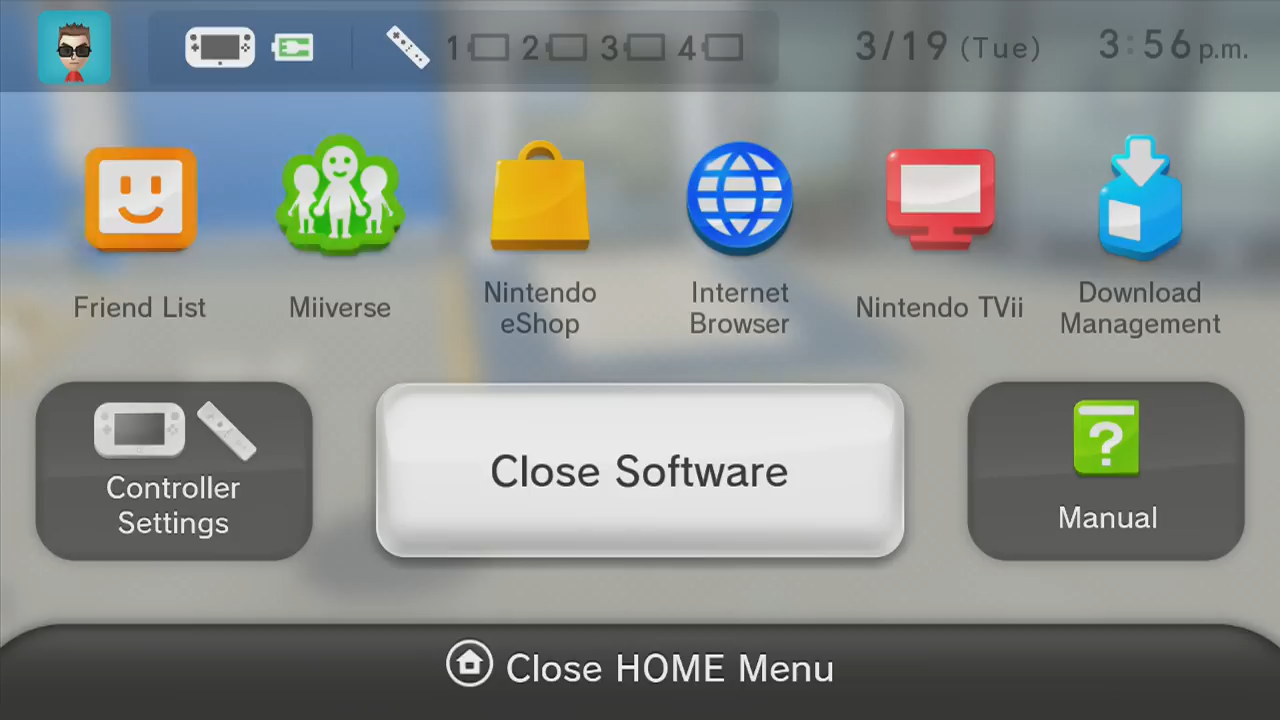 1 2 3 4 3/19 (Tue) 3:56 p.m.
Friend List
Miiverse
Nintendo
eShop
Internet
Browser
Nintendo TVii
Download
Management
Controller
Settings
Close Software
?
Manual
Close HOME Menu